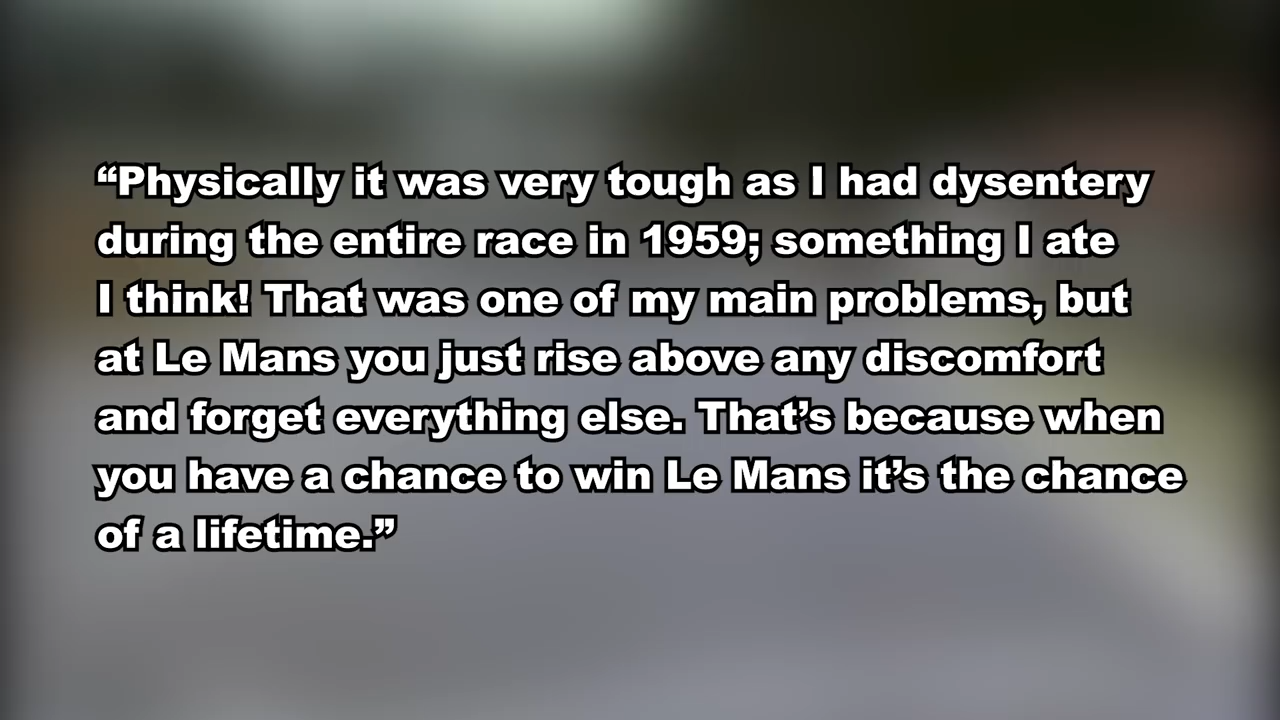 “Physically it was very tough as I had dysentery
during the entire race in 1959; something I ate
I think! That was one of my main problems, but
at Le Mans you just rise above any discomfort
and forget everything else. That’s because when
you have a chance to win Le Mans it’s the chance
of a lifetime.”